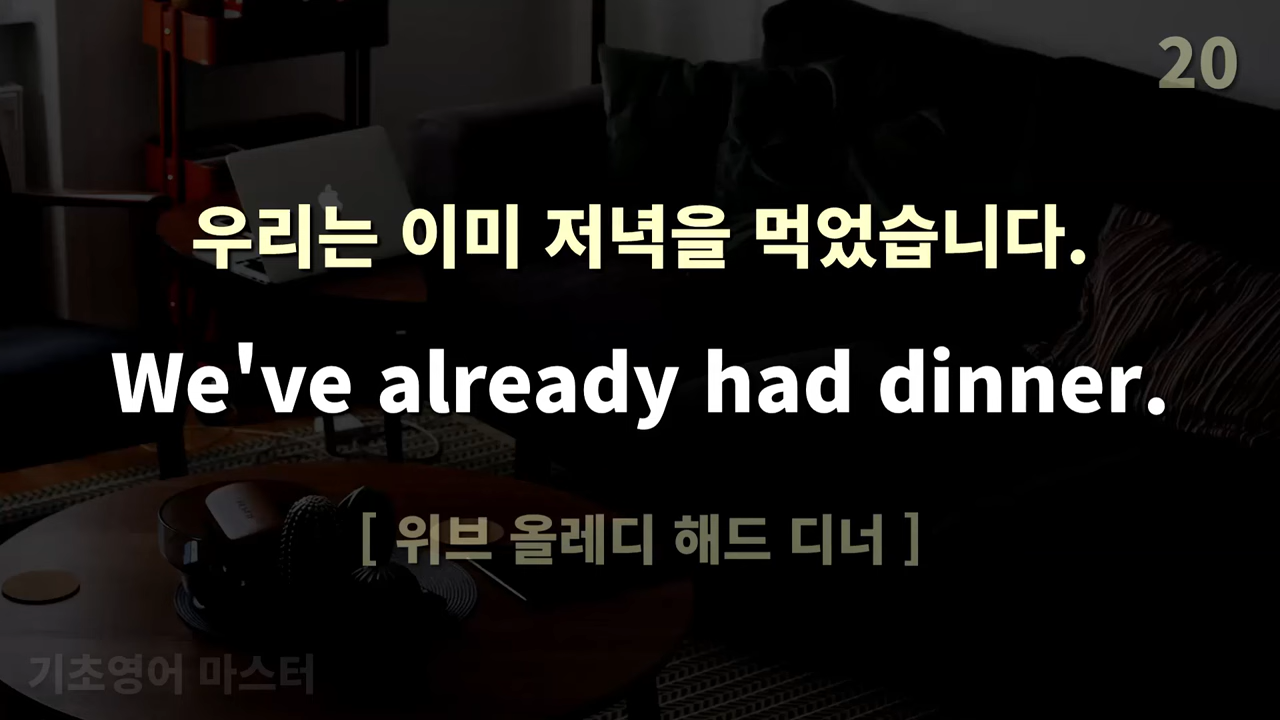 20
우리는 이미 저녁을 먹었습니다.
We've already had dinner.
[ 위브 올레디 해드 디너 ]
기초영어 마스터